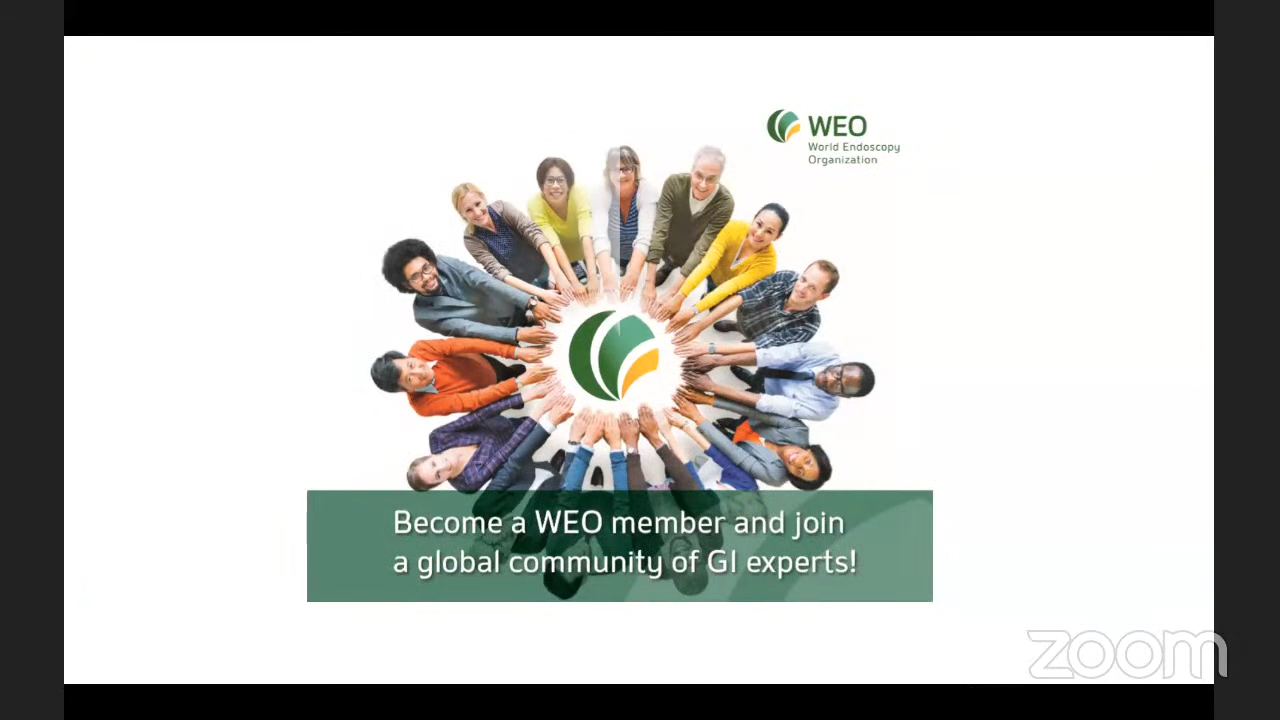 WEO
World Endoscopy
Organization
Become a WEO member and join
a global community of GI experts!
zoom